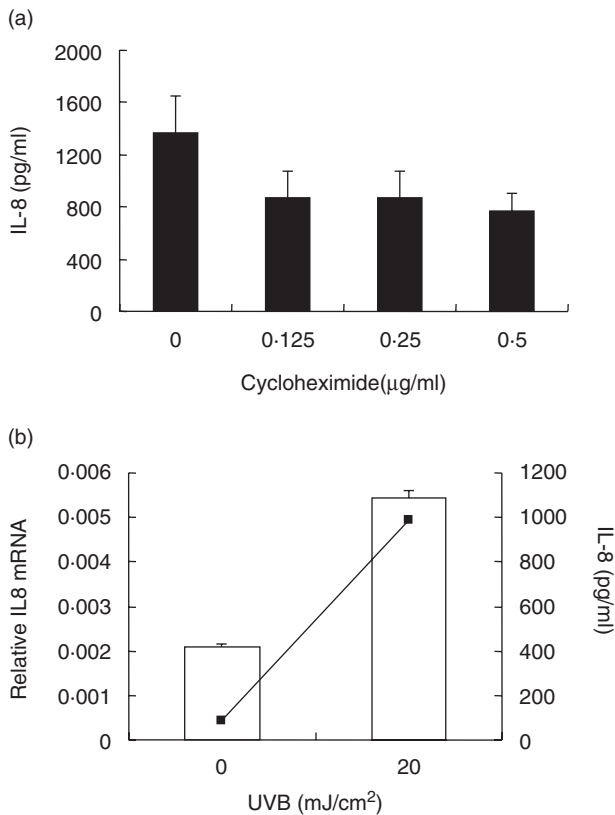 (a)
2000
1600
1200
800
400
0
IL-8 (pg/ml)
0 0·125 0·25 0·5
Cycloheximide(μg/ml)
(b)
0·006
0·005
0·004
0·003
0·002
0·001
0
Relative IL8 mRNA
1200
1000
800
600
400
200
0
IL-8 (pg/ml)
0 20
UVB (mJ/cm²)